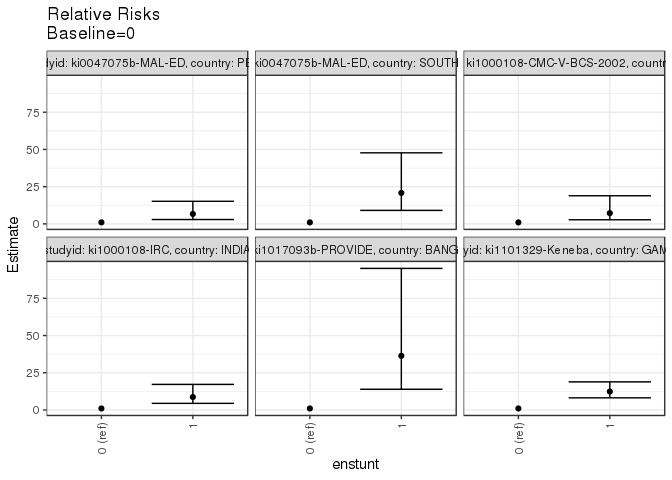 Relative Risks
Baseline=0
dyid: ki0047075b-MAL-ED, country: PE
ki0047075b-MAL-ED, country: SOUTH
ki1000108-CMC-V-BCS-2002, countr
75
50
25
0
Estimate
studyid: ki1000108-IRC, country: INDIA
ki1017093b-PROVIDE, country: BANG
yid: ki1101329-Keneba, country: GAM
75
50
25
0
0 (ref)
1
0 (ref)
1
0 (ref)
1
enstunt